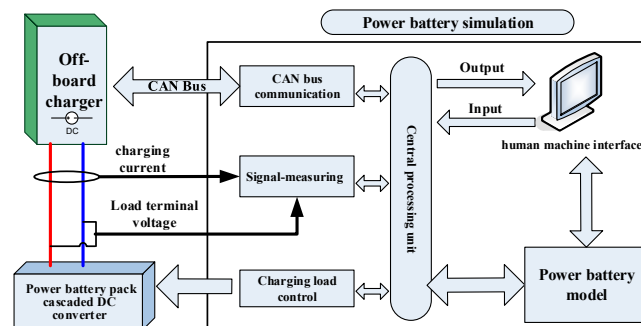 Power battery simulation
Off-
board
charger
DC
CAN Bus
CAN bus
communication
Central processing
unit
Output
Input
human machine interface
charging
current
Signal-measuring
Load terminal
voltage
Power battery pack
cascaded DC
converter
Charging load
control
Power battery
model